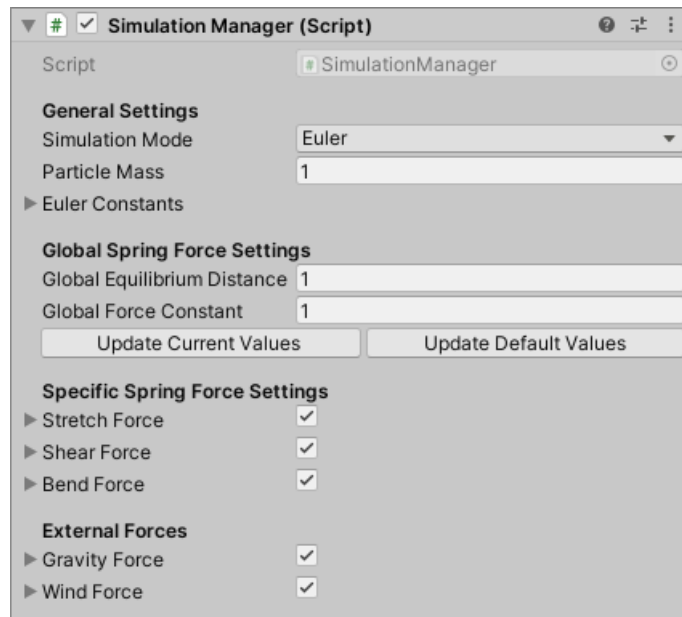 Simulation Manager (Script)
Script # SimulationManager
General Settings
Simulation Mode Euler
Particle Mass 1
Euler Constants
Global Spring Force Settings
Global Equilibrium Distance 1
Global Force Constant 1
Update Current Values Update Default Values
Specific Spring Force Settings
Stretch Force
Shear Force
Bend Force
External Forces
Gravity Force
Wind Force